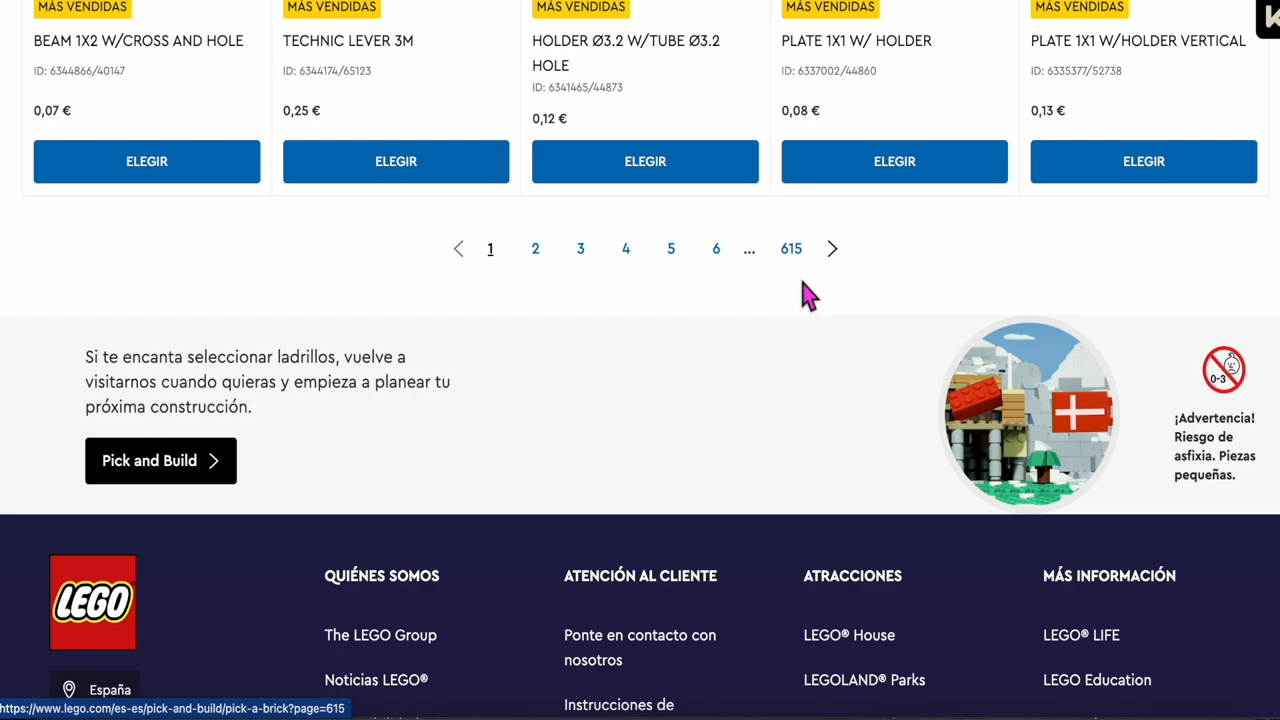 MÁS VENDIDAS
MÁS VENDIDAS
MÁS VENDIDAS
MÁS VENDIDAS
MÁS VENDIDAS
BEAM 1X2 W/CROSS AND HOLE
ID: 6344866/40147
0,07 €
ELEGIR
TECHNIC LEVER 3M
ID: 6344174/65123
0,25 €
ELEGIR
HOLDER Ø3.2 W/TUBE Ø3.2
HOLE
ID: 6341465/44873
0,12 €
ELEGIR
PLATE 1X1 W/ HOLDER
ID: 6337002/44860
0,08 €
ELEGIR
PLATE 1X1 W/HOLDER VERTICAL
ID: 6335377/52738
0,13 €
ELEGIR
1 2 3 4 5 6 ... 615
Si te encanta seleccionar ladrillos, vuelve a
visitarnos cuando quieras y empieza a planear tu
próxima construcción.
Pick and Build
0-3
¡Advertencia!
Riesgo de
asfixia. Piezas
pequeñas.
LEGO
España
QUIÉNES SOMOS
The LEGO Group
Noticias LEGO®
ATENCIÓN AL CLIENTE
Ponte en contacto con
nosotros
Instrucciones de
ATRACCIONES
LEGO® House
LEGOLAND® Parks
MÁS INFORMACIÓN
LEGO® LIFE
LEGO Education
https://www.lego.com/es-es/pick-and-build/pick-a-brick?page=615